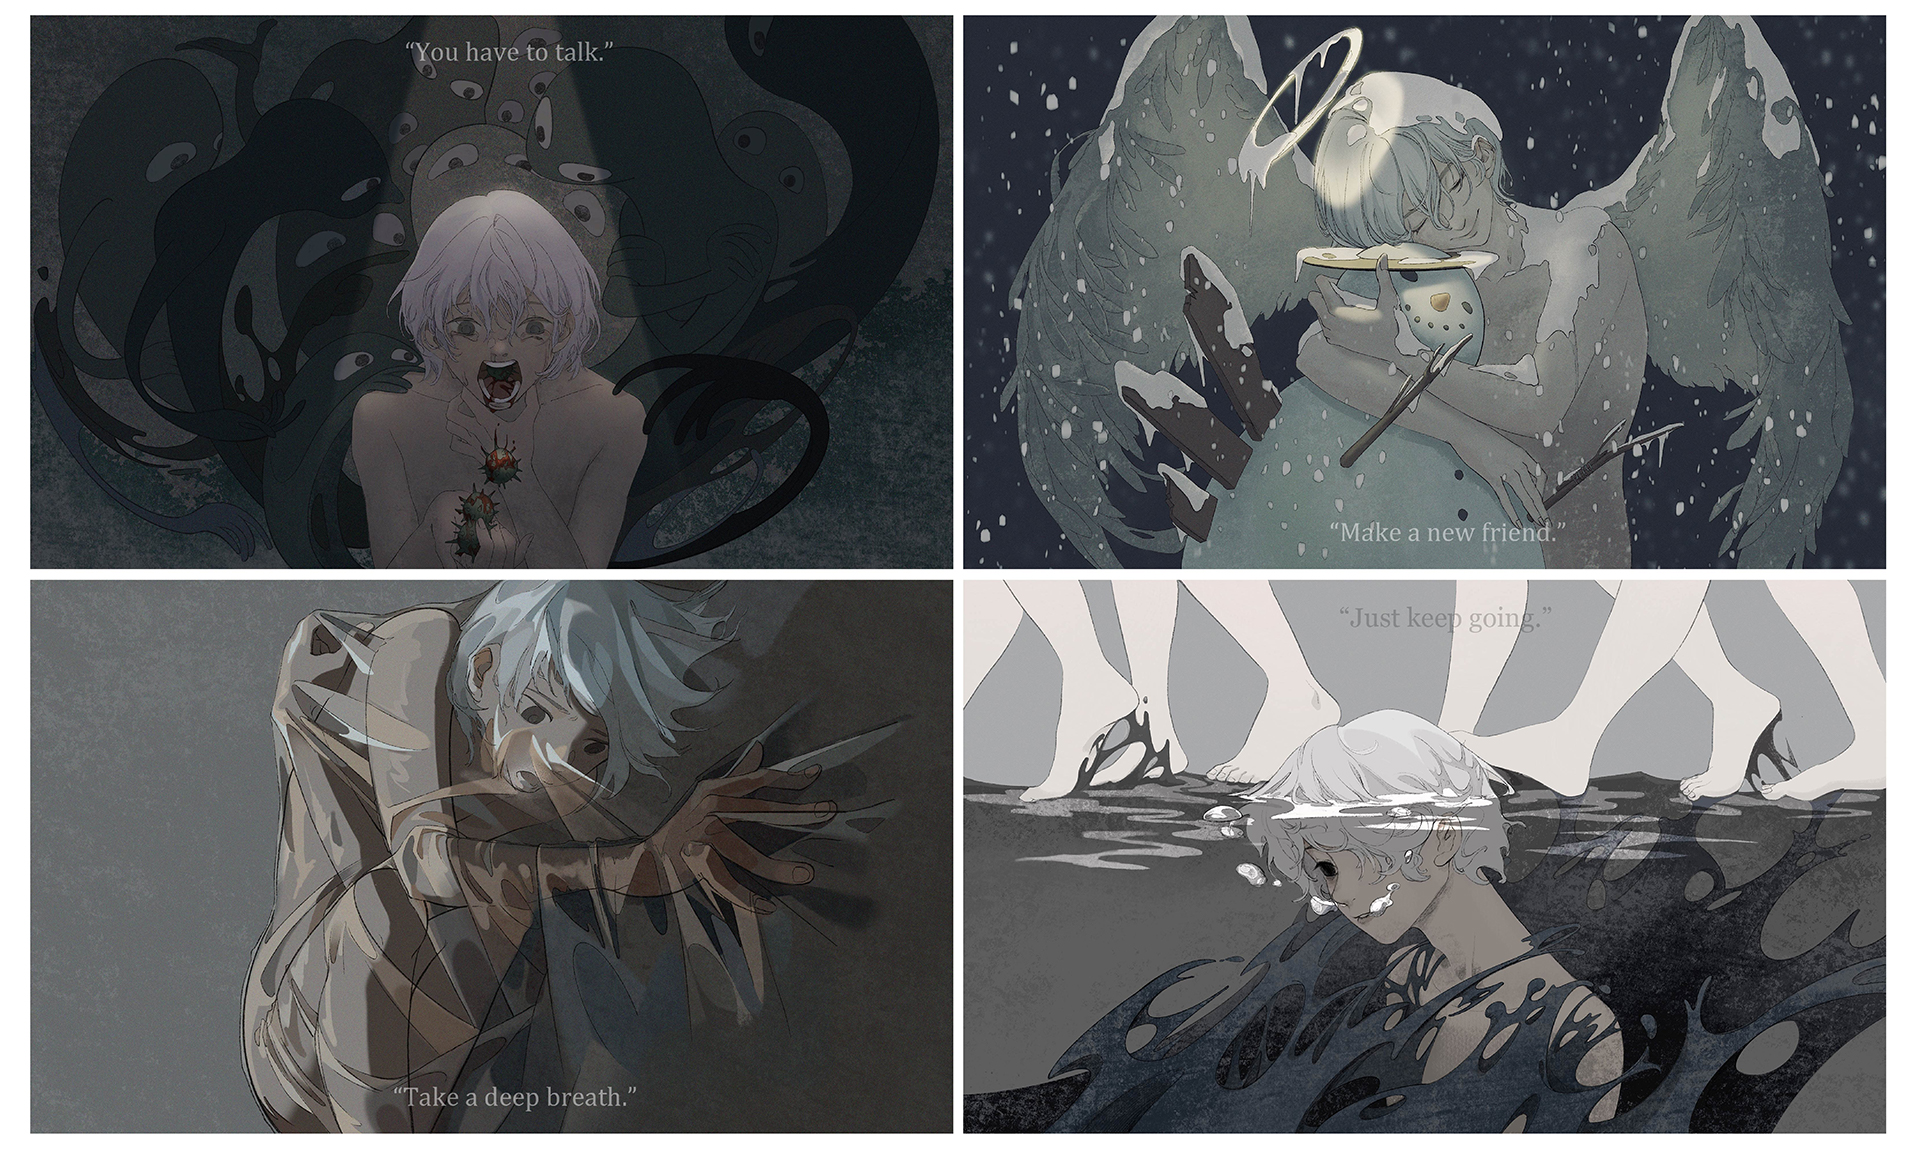 “You have to talk.”
“Make a new friend.”
“Take a deep breath.”
“Just keep going.”